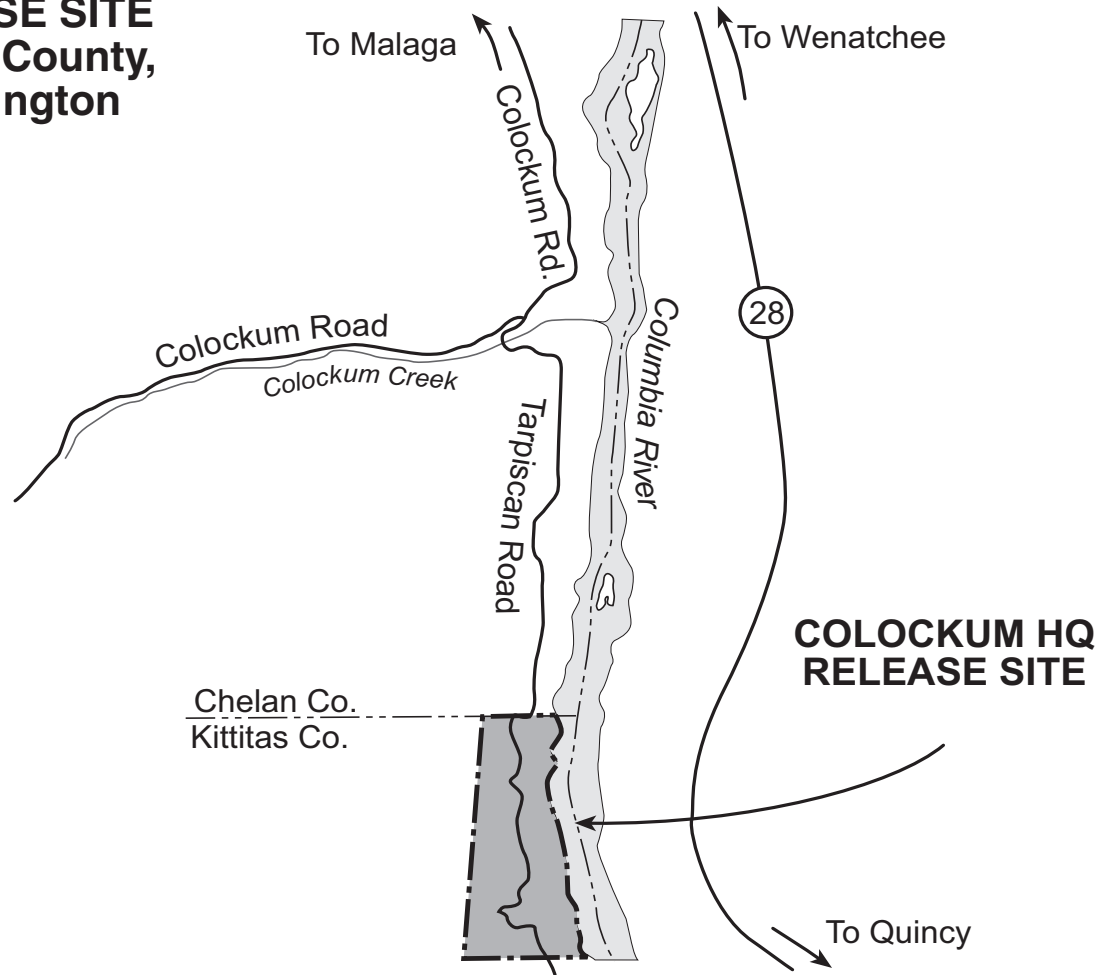 SE SITE
County,
ngton
To Malaga
To Wenatchee
Colockum Rd.
28
Colockum Road
Colockum Creek
Columbia River
Tarpiscan Road
COLOCKUM HQ
RELEASE SITE
Chelan Co.
Kittitas Co.
To Quincy